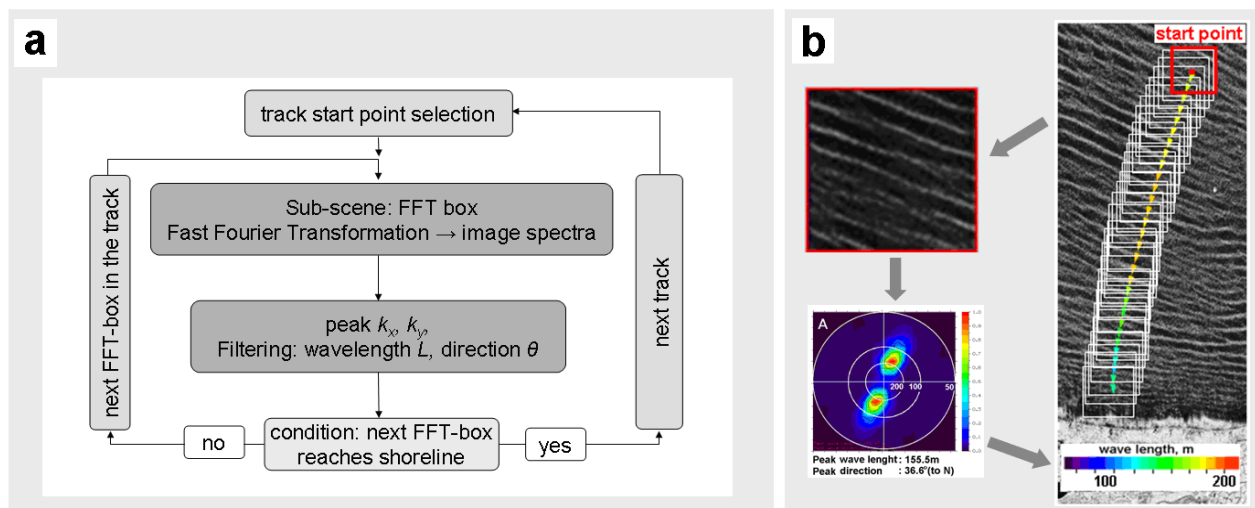 a
track start point selection
Sub-scene: FFT box
Fast Fourier Transformation → image spectra
peak kx, ky,
Filtering: wavelength L, direction θ
condition: next FFT-box
reaches shoreline
no
yes
next FFT-box in the track
next track
b
start point
A
200 100 50
Peak wave lenght : 155.5m
Peak direction : 36.6°(to N)
wave length, m
100 200